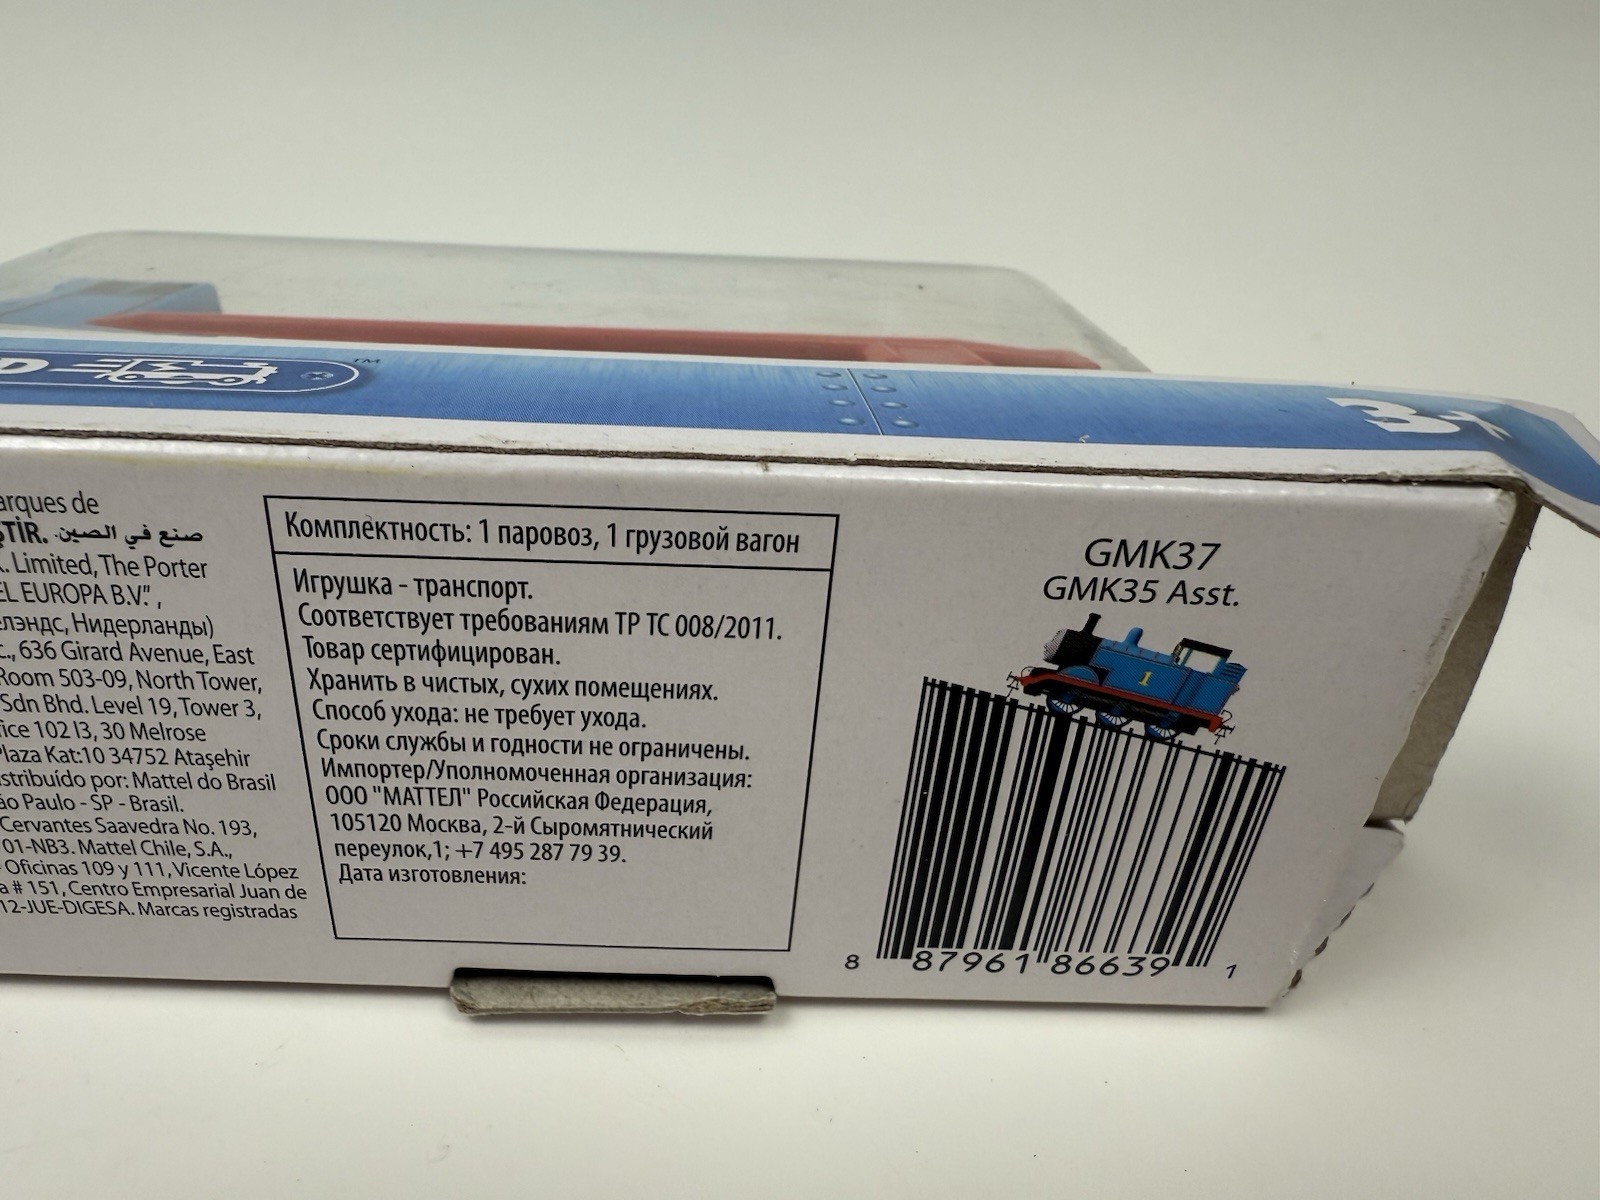 TM
3+
arques de
ŞTİR. صنع في الصين.
. Limited, The Porter
EL EUROPA B.V.",
елэндс, Нидерланды)
c., 636 Girard Avenue, East
Room 503-09, North Tower,
Sdn Bhd. Level 19, Tower 3,
fice 102 I3, 30 Melrose
Plaza Kat:10 34752 Ataşehir
stribuído por: Mattel do Brasil
ão Paulo - SP - Brasil.
Cervantes Saavedra No. 193,
01-NB3. Mattel Chile, S.A.,
Oficinas 109 y 111, Vicente López
a # 151, Centro Empresarial Juan de
12-JUE-DIGESA. Marcas registradas
Комплектность: 1 паровоз, 1 грузовой вагон
Игрушка - транспорт.
Соответствует требованиям ТР ТС 008/2011.
Товар сертифицирован.
Хранить в чистых, сухих помещениях.
Способ ухода: не требует ухода.
Сроки службы и годности не ограничены.
Импортер/Уполномоченная организация:
ООО "МАТТЕЛ" Российская Федерация,
105120 Москва, 2-й Сыромятнический
переулок,1; +7 495 287 79 39.
Дата изготовления:
GMK37
GMK35 Asst.
1
8 87961 86639 1